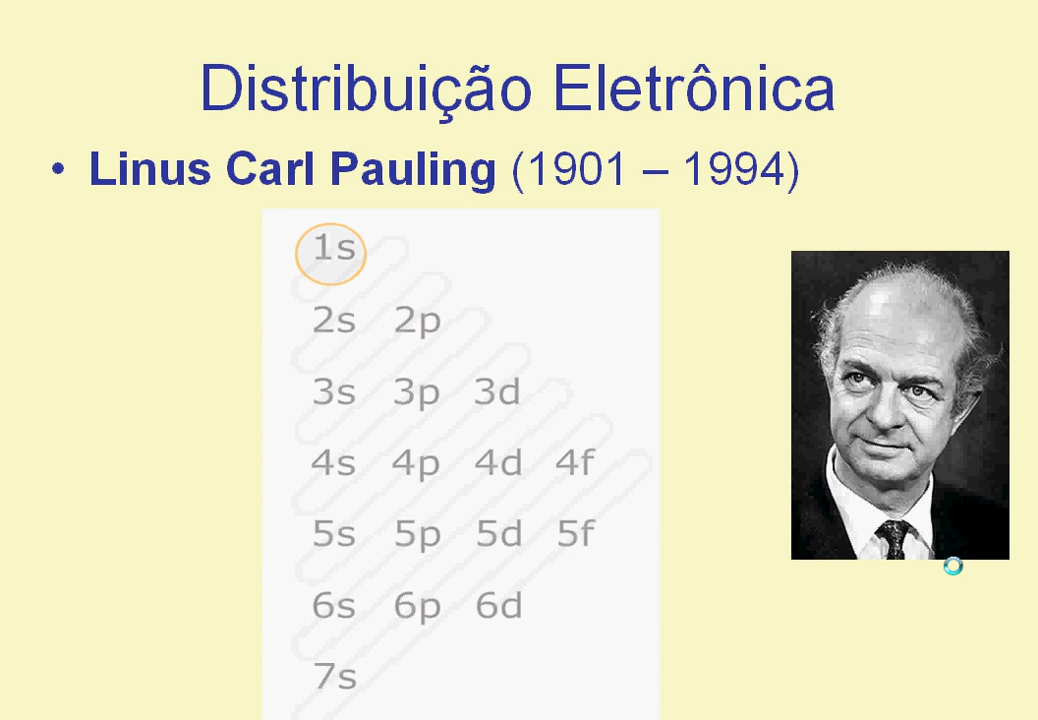 Distribuição Eletrônica
• Linus Carl Pauling (1901 – 1994)
1s
2s 2p
3s 3p 3d
4s 4p 4d 4f
5s 5p 5d 5f
6s 6p 6d
7s